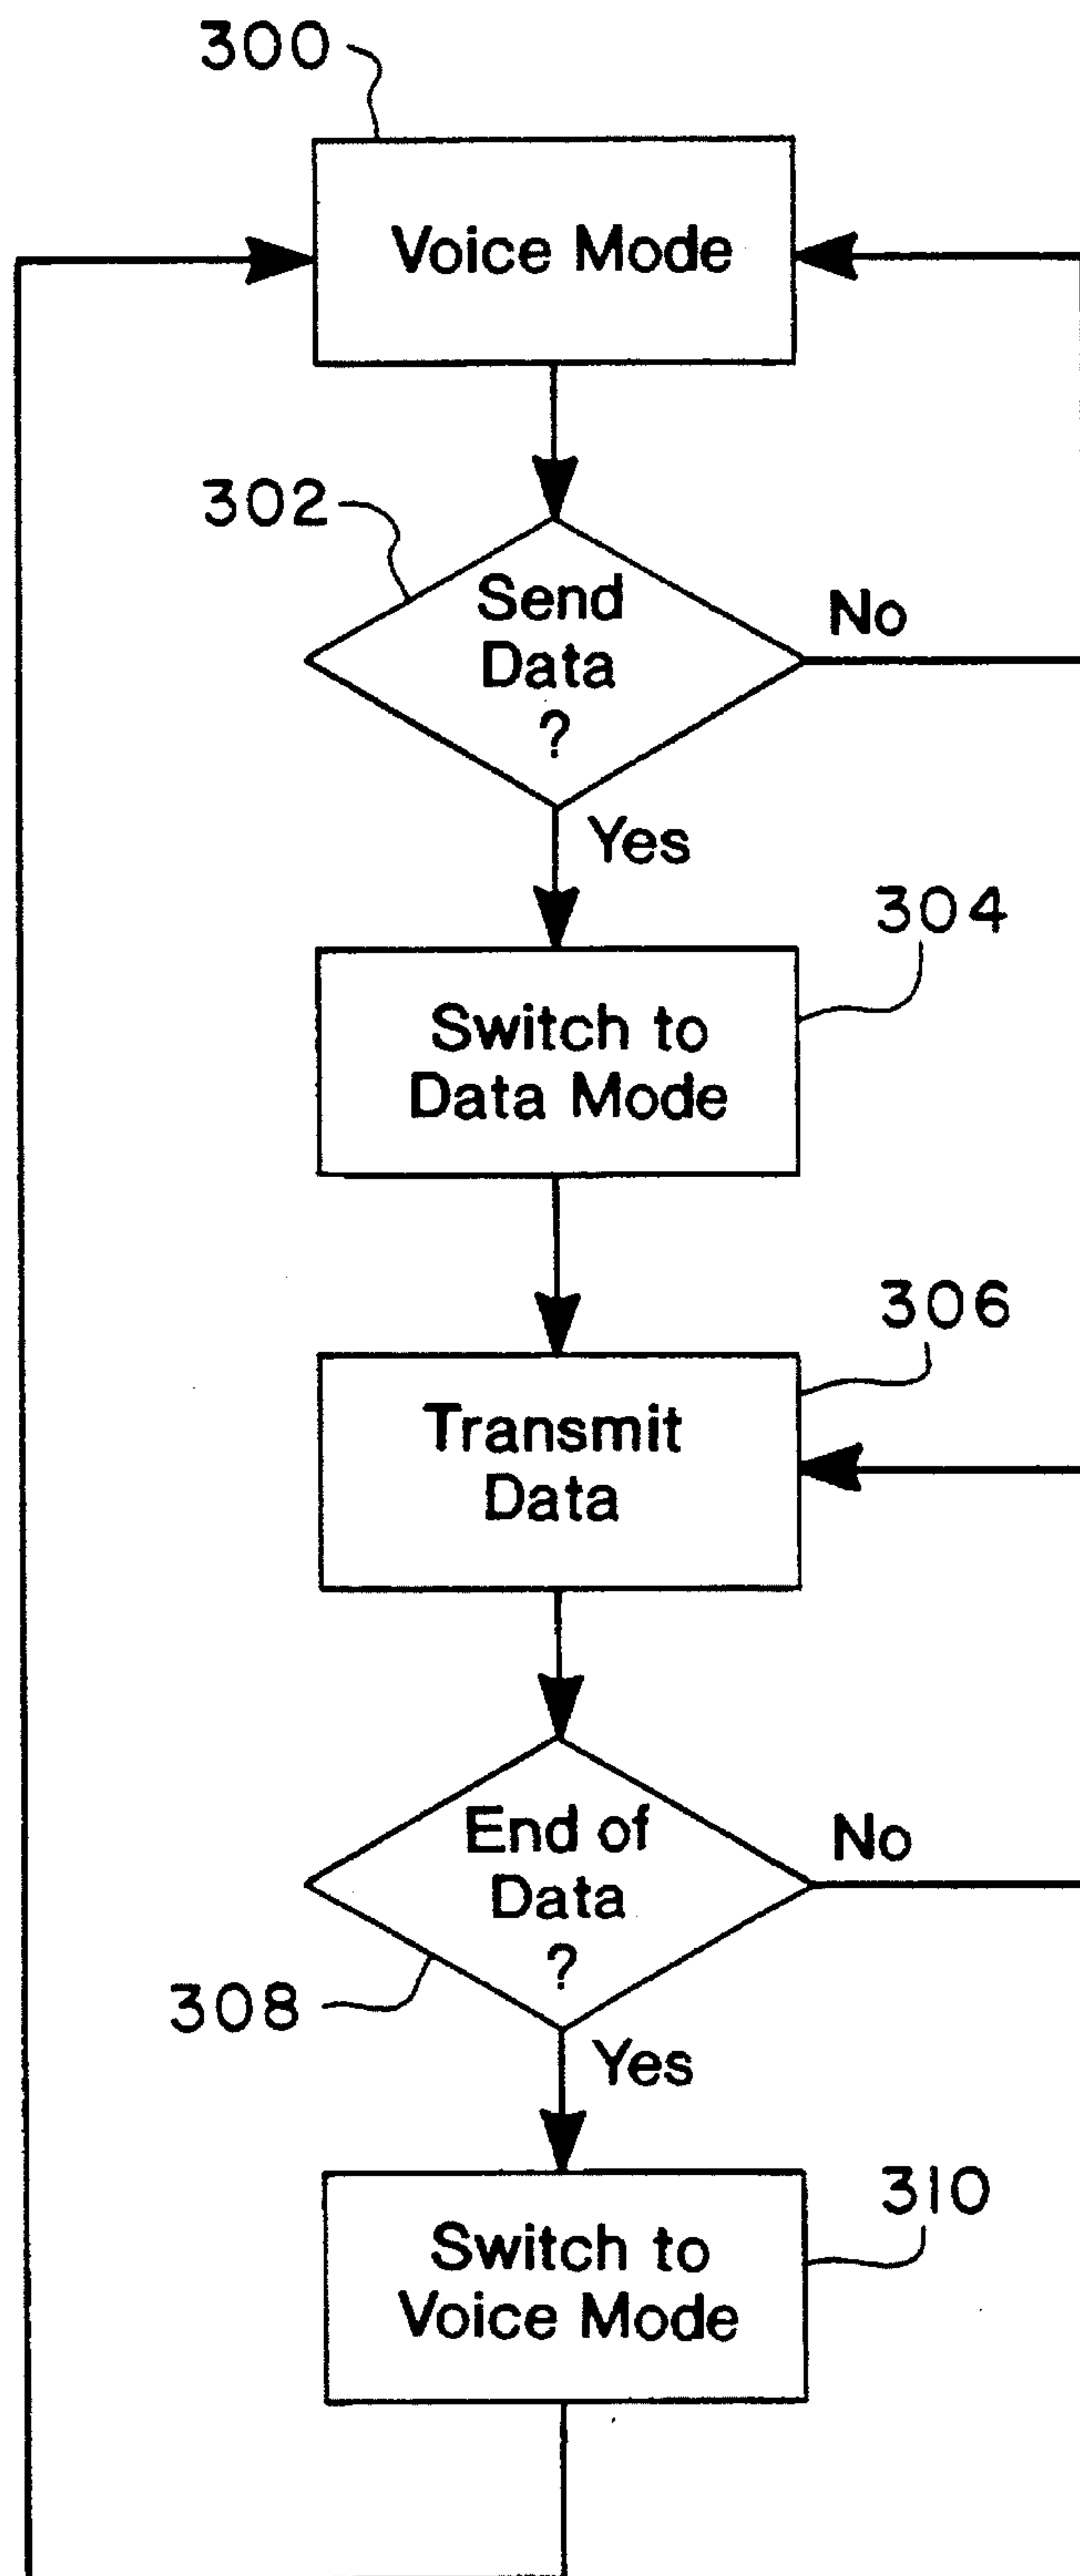 300
Voice Mode
302
Send
Data
?
No
Yes
304
Switch to
Data Mode
306
Transmit
Data
End of
Data
?
No
308
Yes
310
Switch to
Voice Mode